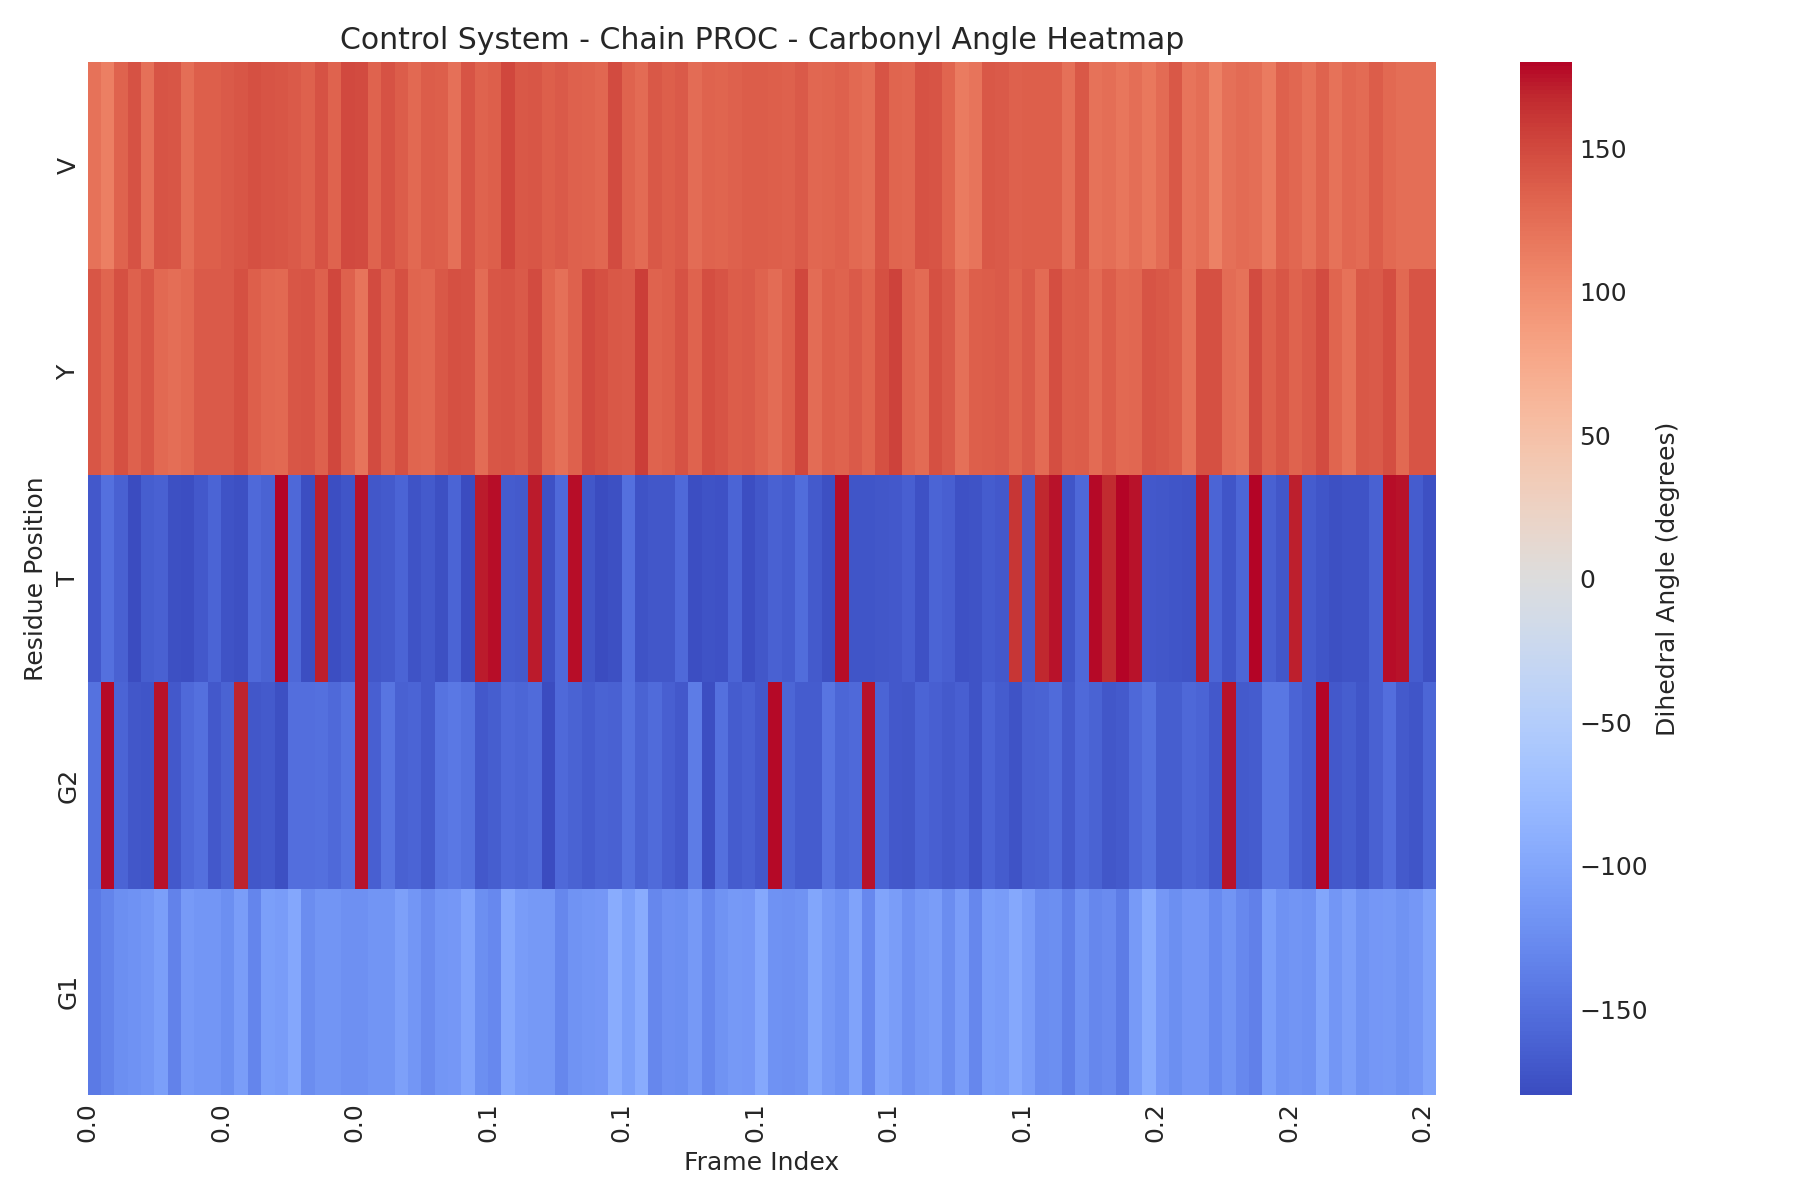 Control System - Chain PROC - Carbonyl Angle Heatmap
Residue Position
V
Y
T
G2
G1
0.0
0.0
0.0
0.1
0.1
0.1
0.1
0.1
0.2
0.2
0.2
Frame Index
150
100
50
0
−50
−100
−150
Dihedral Angle (degrees)